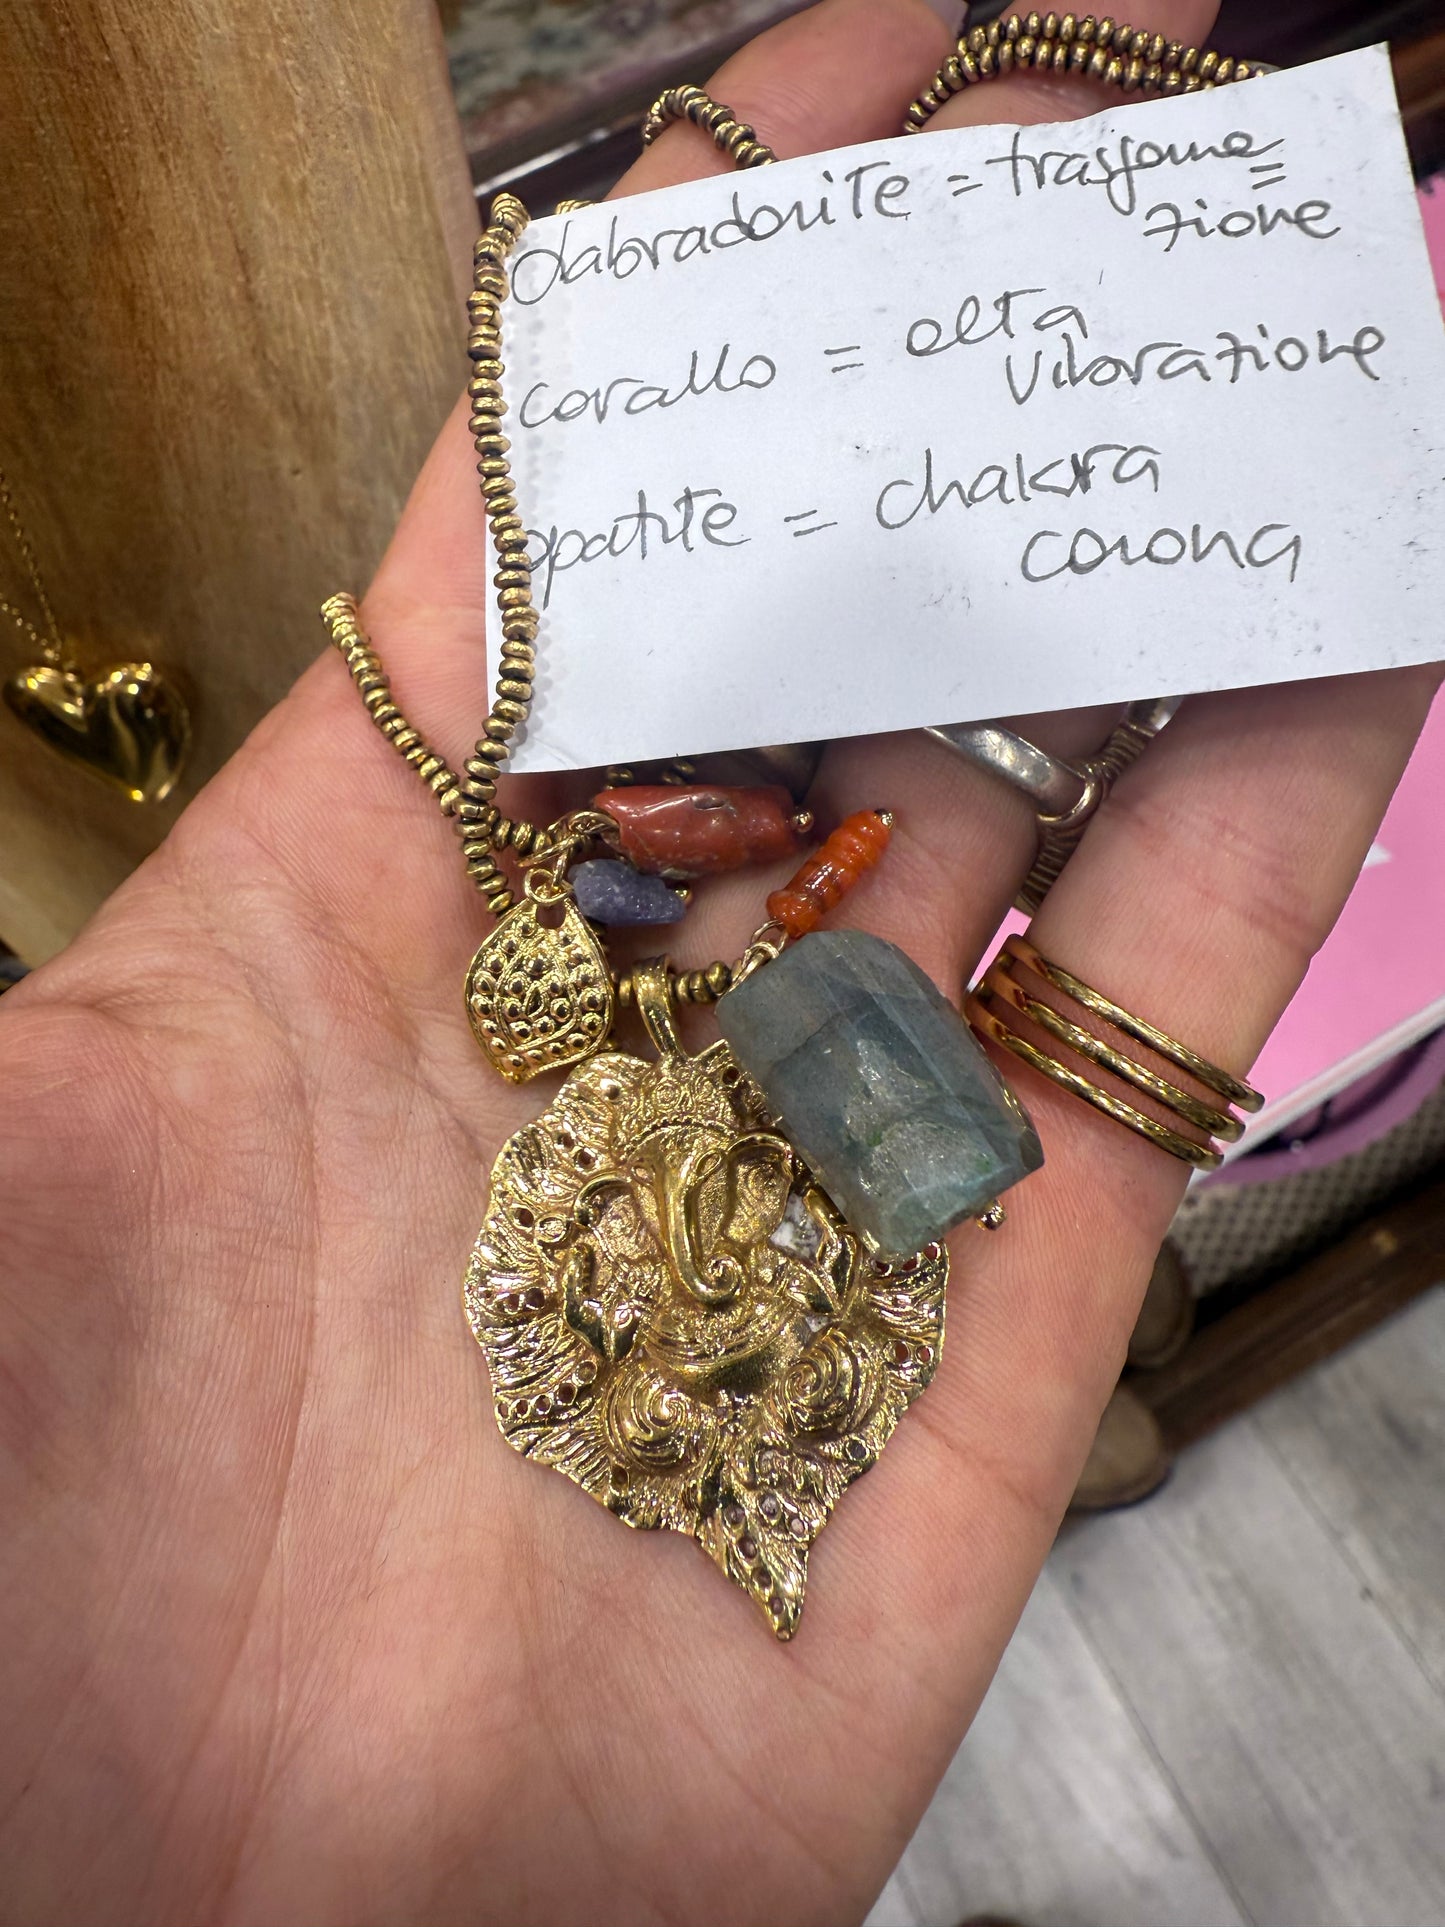 Labradorite = trasforma=
zione
corallo = alta
vibrazione
apatite = chakra
corona